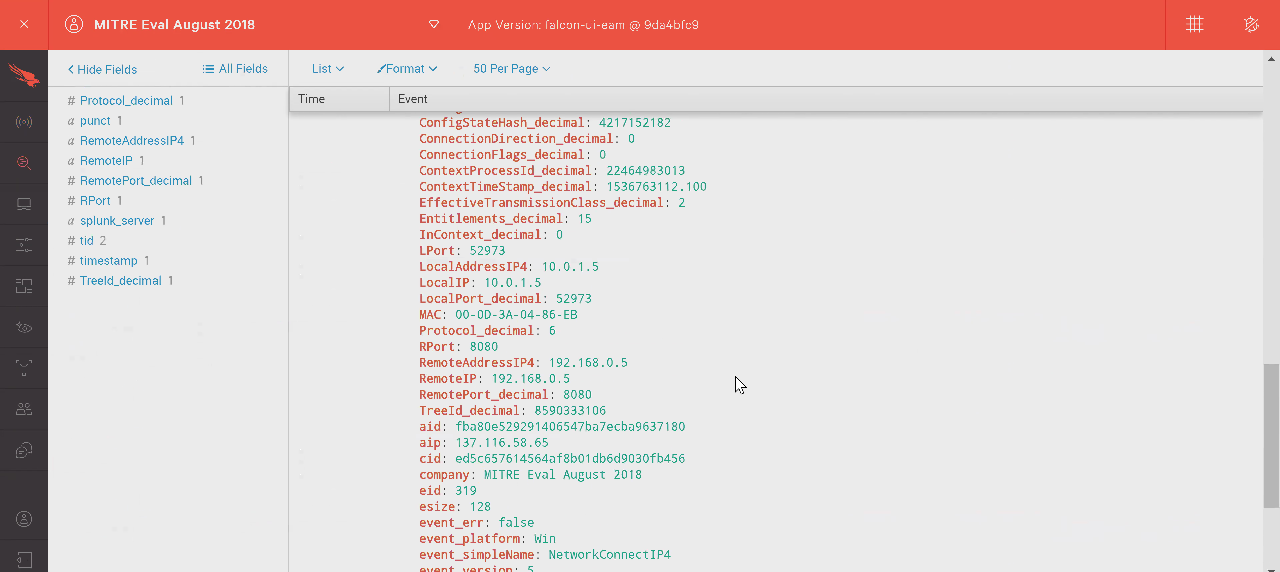 MITRE Eval August 2018
App Version: falcon-ui-eam @ 9da4bfc9
Hide Fields
All Fields
List
Format
50 Per Page
Time
Event
# Protocol_decimal 1
a punct 1
# RemoteAddressIP4 1
a RemoteIP 1
# RemotePort_decimal 1
# RPort 1
a splunk_server 1
# tid 2
# timestamp 1
# TreeId_decimal 1
ConfigStateHash_decimal: 4217152182
ConnectionDirection_decimal: 0
ConnectionFlags_decimal: 0
ContextProcessId_decimal: 22464983013
ContextTimeStamp_decimal: 1536763112.100
EffectiveTransmissionClass_decimal: 2
Entitlements_decimal: 15
InContext_decimal: 0
LPort: 52973
LocalAddressIP4: 10.0.1.5
LocalIP: 10.0.1.5
LocalPort_decimal: 52973
MAC: 00-0D-3A-04-86-EB
Protocol_decimal: 6
RPort: 8080
RemoteAddressIP4: 192.168.0.5
RemoteIP: 192.168.0.5
RemotePort_decimal: 8080
TreeId_decimal: 8590333106
aid: fba80e529291406547ba7ecba9637180
aip: 137.116.58.65
cid: ed5c657614564af8b01db6d9030fb456
company: MITRE Eval August 2018
eid: 319
esize: 128
event_err: false
event_platform: Win
event_simpleName: NetworkConnectIP4
event_version: 5